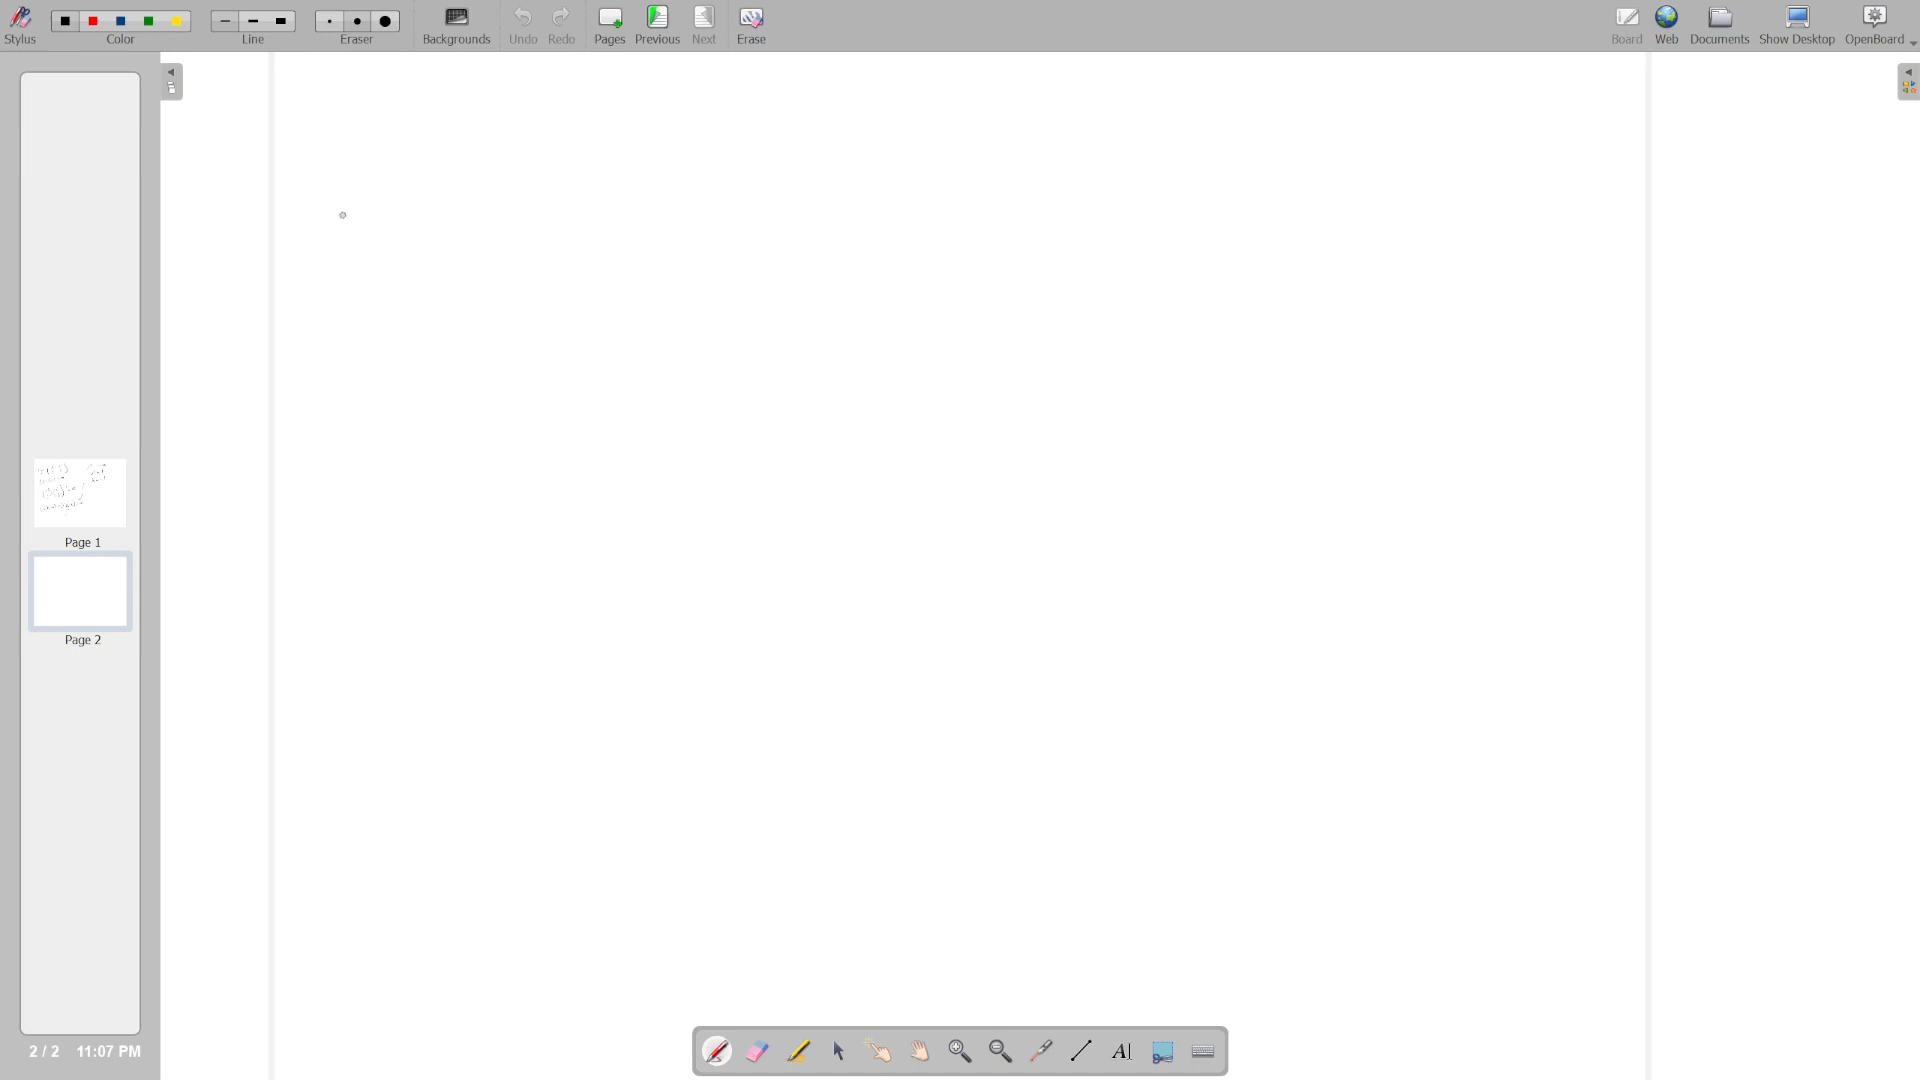 Stylus
Color
Line
Eraser
Backgrounds
Undo
Redo
Pages
Previous
Next
Erase
Board
Web
Documents
Show Desktop
OpenBoard
Page 1
Page 2
2 / 2 11:07 PM